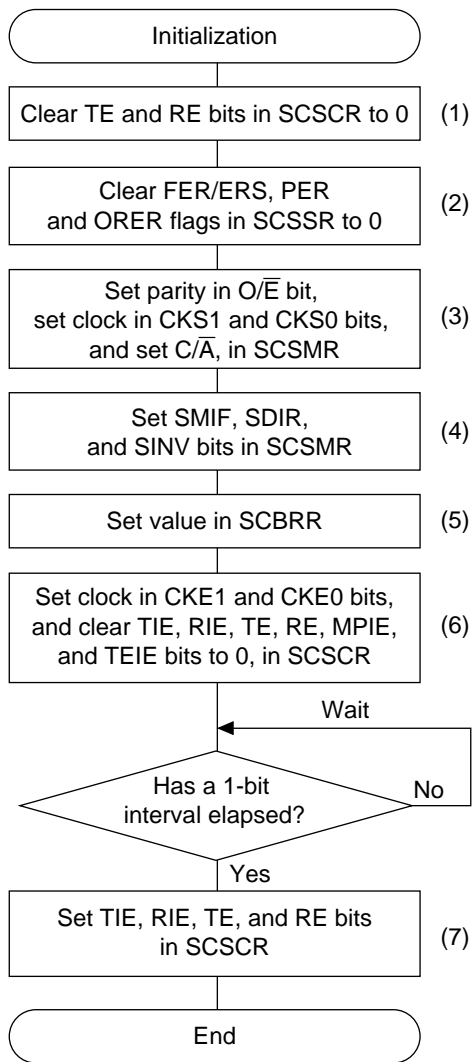 Initialization
Clear TE and RE bits in SCSCR to 0
(1)
Clear FER/ERS, PER
and ORER flags in SCSSR to 0
(2)
Set parity in O/E̅ bit,
set clock in CKS1 and CKS0 bits,
and set C/A̅, in SCSMR
(3)
Set SMIF, SDIR,
and SINV bits in SCSMR
(4)
Set value in SCBRR
(5)
Set clock in CKE1 and CKE0 bits,
and clear TIE, RIE, TE, RE, MPIE,
and TEIE bits to 0, in SCSCR
(6)
Wait
Has a 1-bit
interval elapsed?
No
Yes
Set TIE, RIE, TE, and RE bits
in SCSCR
(7)
End